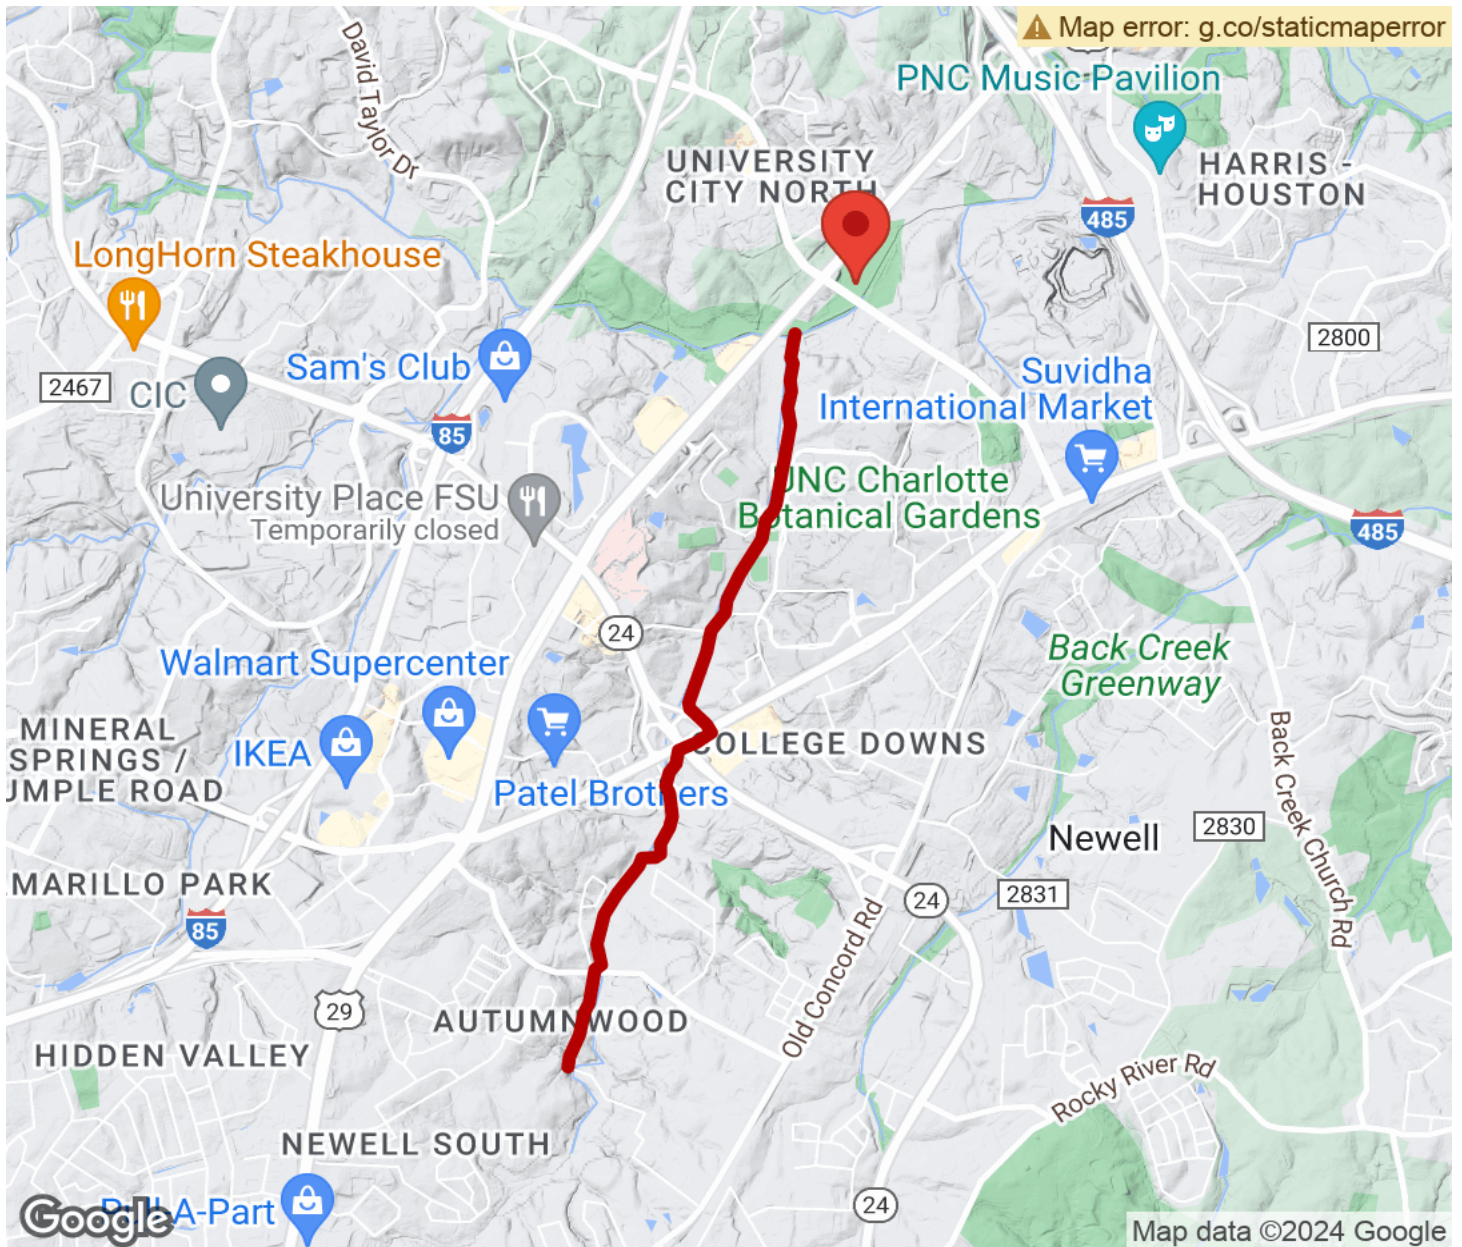 Map error: g.co/staticmaperror
David Taylor Dr
PNC Music Pavilion
UNIVERSITY
CITY NORTH
HARRIS -
HOUSTON
485
LongHorn Steakhouse
2800
Sam's Club
2467
CIC
Suvidha
International Market
85
University Place FSU
Temporarily closed
UNC Charlotte
Botanical Gardens
485
24
Back Creek
Greenway
Walmart Supercenter
MINERAL
SPRINGS /
UMPLE ROAD
IKEA
COLLEGE DOWNS
Patel Brothers
Back Creek Church Rd
2830
Newell
MARILLO PARK
2831
24
85
Old Concord Rd
29
AUTUMNWOOD
HIDDEN VALLEY
Rocky River Rd
NEWELL SOUTH
Pull-A-Part
24
Google
Map data ©2024 Google